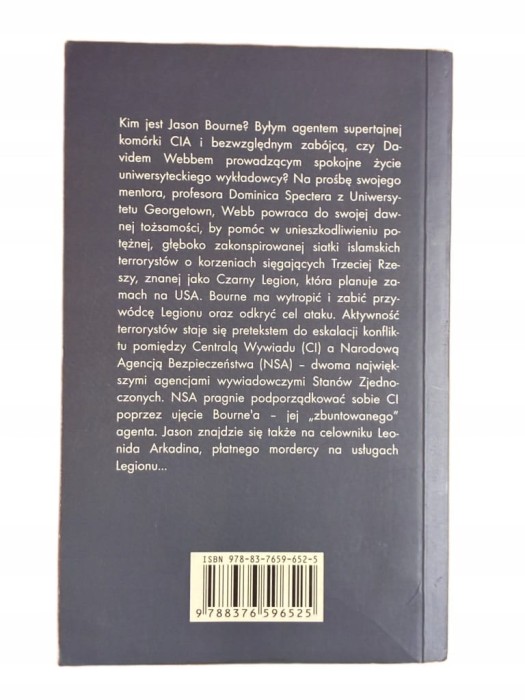 Kim jest Jason Bourne? Byłym agentem supertajnej
komórki CIA i bezwzględnym zabójcą, czy Da-
videm Webbem prowadzącym spokojne życie
uniwersyteckiego wykładowcy? Na prośbę swojego
mentora, profesora Dominica Spectera z Uniwersy-
tetu Georgetown, Webb powraca do swojej daw-
nej tożsamości, by pomóc w unieszkodliwieniu po-
tężnej, głęboko zakonspirowanej siatki islamskich
terrorystów o korzeniach sięgających Trzeciej Rze-
szy, znanej jako Czarny Legion, która planuje za-
mach na USA. Bourne ma wytropić i zabić przy-
wódcę Legionu oraz odkryć cel ataku. Aktywność
terrorystów staje się pretekstem do eskalacji konflik-
tu pomiędzy Centralą Wywiadu (CI) a Narodową
Agencją Bezpieczeństwa (NSA) – dwoma najwięk-
szymi agencjami wywiadowczymi Stanów Zjedno-
czonych. NSA pragnie podporządkować sobie CI
poprzez ujęcie Bourne'a – jej „zbuntowanego"
agenta. Jason znajdzie się także na celowniku Leo-
nida Arkadina, płatnego mordercy na usługach
Legionu...
ISBN 978-83-7659-652-5
9 788376 596525